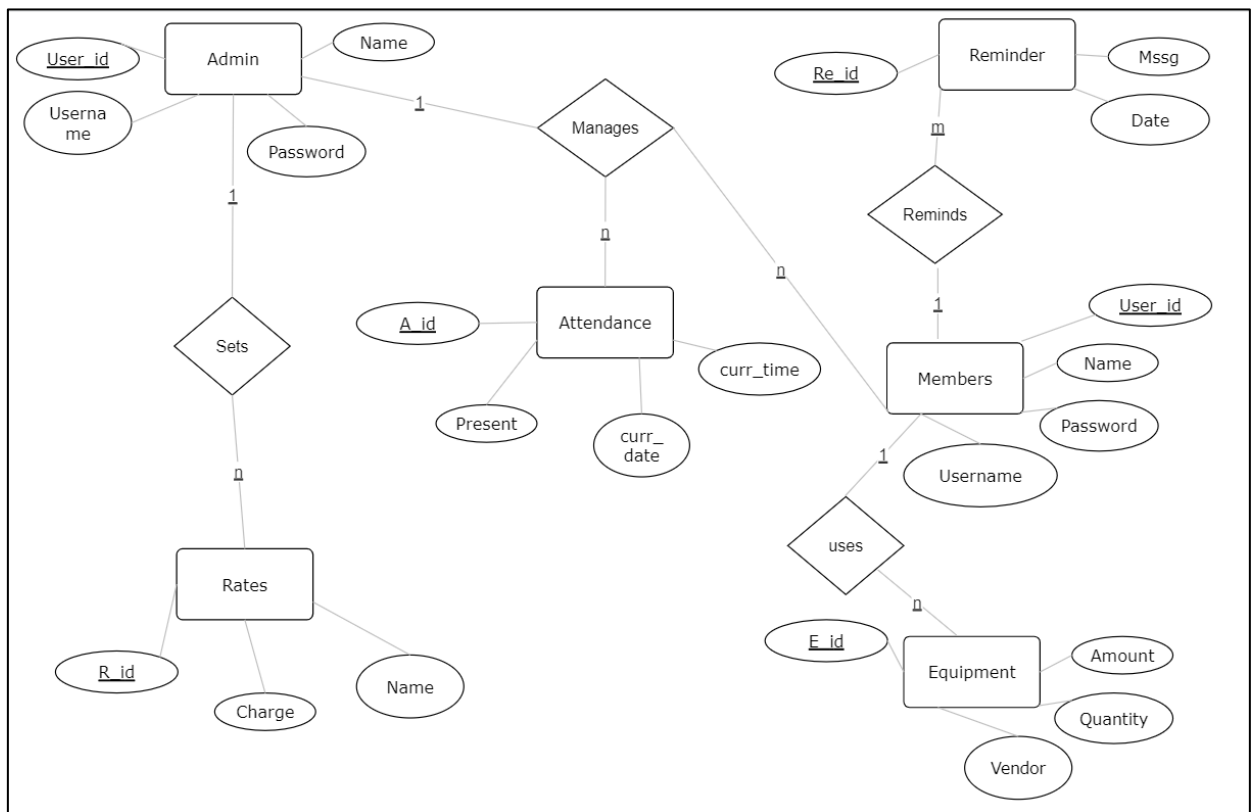 User_id
Admin
Name
Userna
me
Password
1
1
Manages
Reminder
Re_id
Mssg
Date
m
Reminds
n
n
1
Sets
A_id
Attendance
curr_time
Present
curr_
date
User_id
Members
Name
Password
Username
1
n
uses
n
Rates
R_id
Charge
Name
E_id
Equipment
Amount
Quantity
Vendor